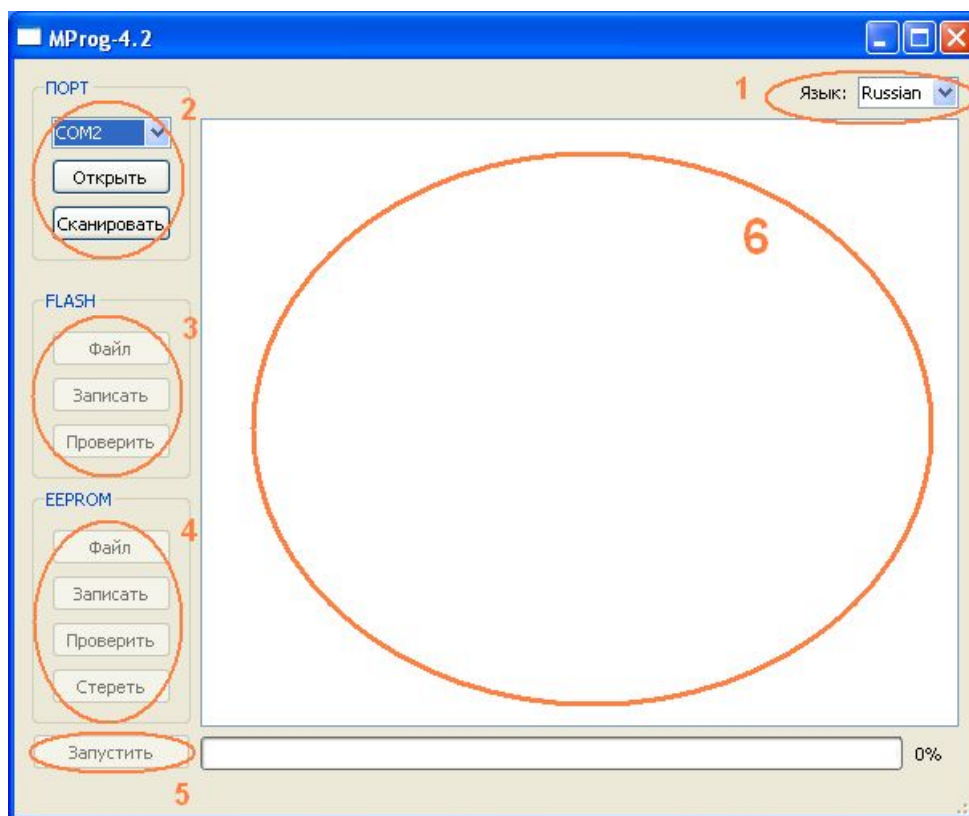 MProg-4.2
ПОРТ
2
1
Язык: Russian
COM2
Открыть
Сканировать
6
FLASH
3
Файл
Записать
Проверить
EEPROM
4
Файл
Записать
Проверить
Стереть
Запустить
0%
5